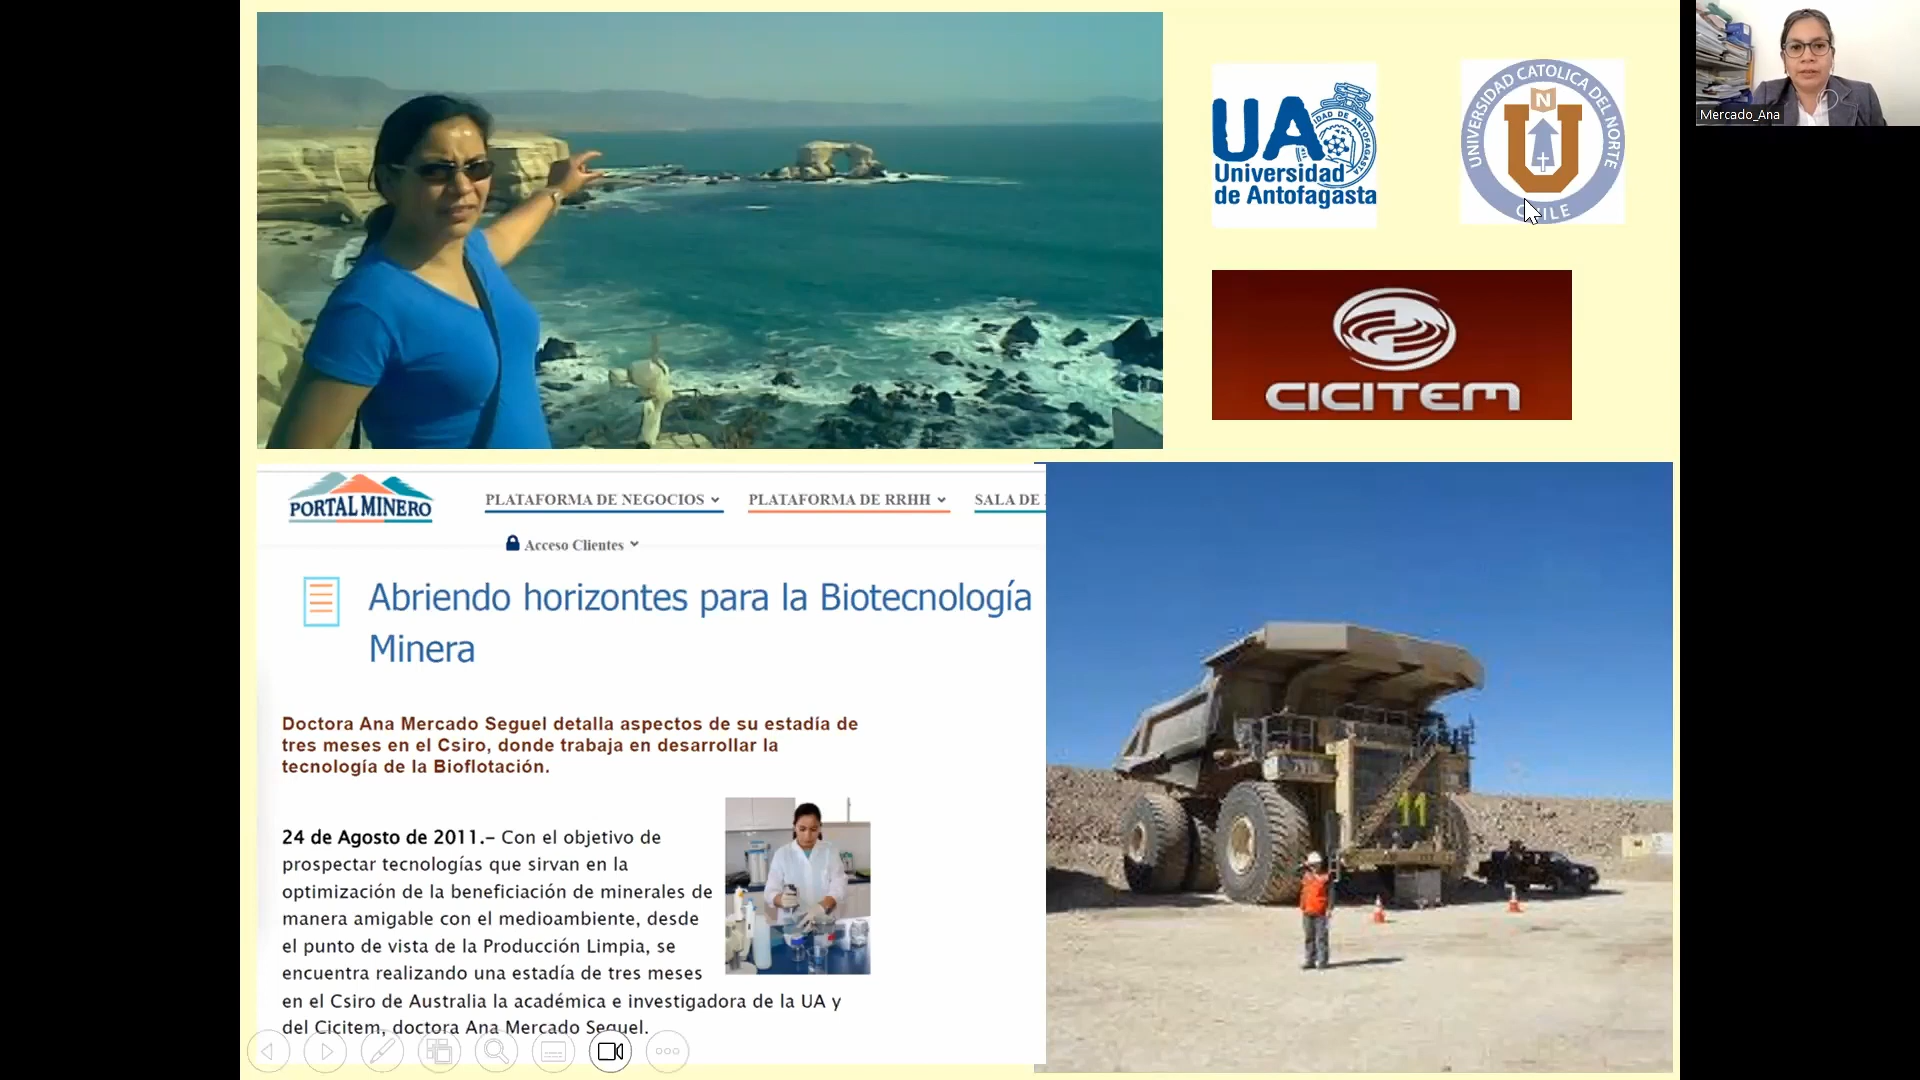 UA
Universidad
de Antofagasta
UNIVERSIDAD CATOLICA DEL NORTE
N
U
CHILE
CICITEM
Mercado_Ana
PORTAL MINERO
PLATAFORMA DE NEGOCIOS
PLATAFORMA DE RRHH
SALA DE
Acceso Clientes
Abriendo horizontes para la Biotecnología
Minera
Doctora Ana Mercado Seguel detalla aspectos de su estadía de
tres meses en el Csiro, donde trabaja en desarrollar la
tecnología de la Bioflotación.
24 de Agosto de 2011.– Con el objetivo de
prospectar tecnologías que sirvan en la
optimización de la beneficiación de minerales de
manera amigable con el medioambiente, desde
el punto de vista de la Producción Limpia, se
encuentra realizando una estadía de tres meses
en el Csiro de Australia la académica e investigadora de la UA y
del Cicitem, doctora Ana Mercado Seguel.
11